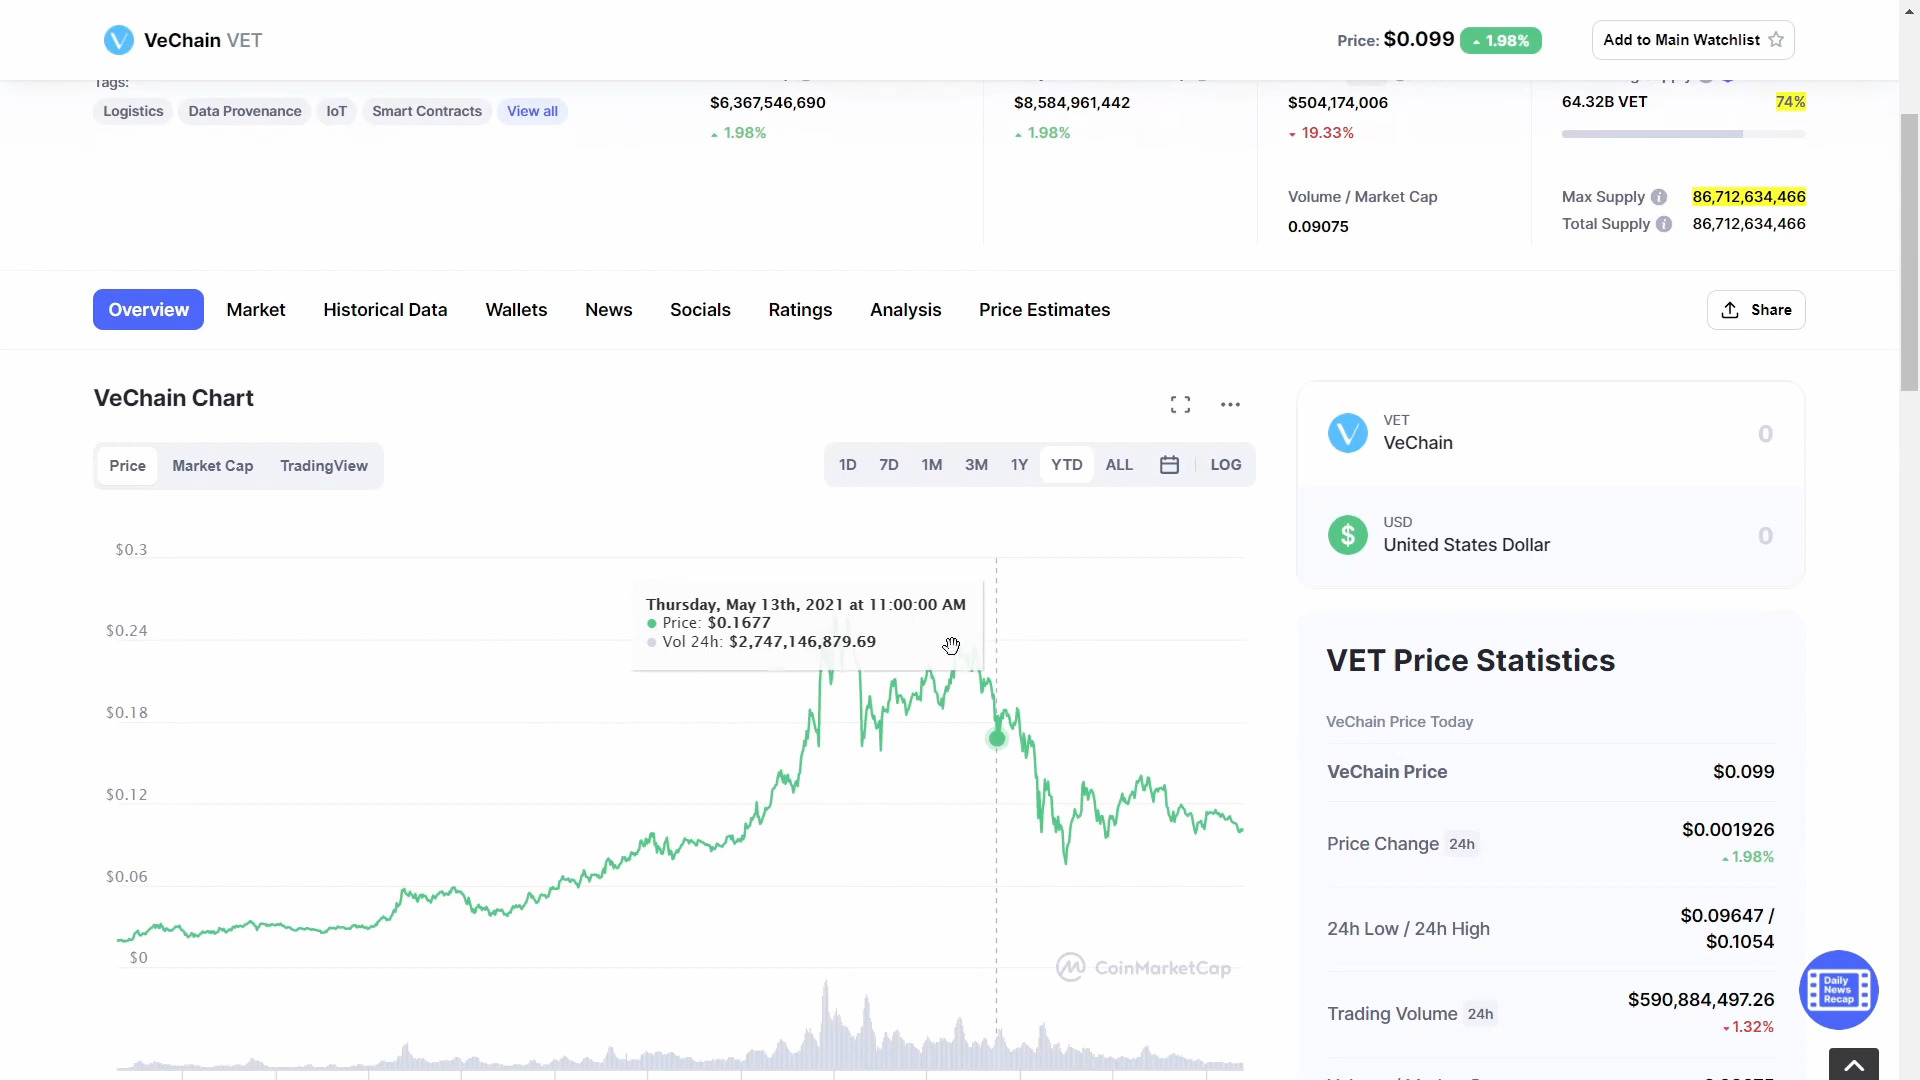 VeChain VET
Price: $0.099 1.98%
Add to Main Watchlist
Tags:
Logistics Data Provenance IoT Smart Contracts View all
$6,367,546,690
1.98%
$8,584,961,442
1.98%
$504,174,006
19.33%
Volume / Market Cap
0.09075
64.32B VET 74%
Max Supply 86,712,634,466
Total Supply 86,712,634,466
Overview Market Historical Data Wallets News Socials Ratings Analysis Price Estimates
Share
VeChain Chart
Price Market Cap TradingView
1D 7D 1M 3M 1Y YTD ALL LOG
$0.3
$0.24
$0.18
$0.12
$0.06
$0
Thursday, May 13th, 2021 at 11:00:00 AM
Price: $0.1677
Vol 24h: $2,747,146,879.69
CoinMarketCap
VET
VeChain 0
USD
United States Dollar 0
VET Price Statistics
VeChain Price Today
VeChain Price $0.099
Price Change 24h $0.001926
1.98%
24h Low / 24h High $0.09647 /
$0.1054
Trading Volume 24h $590,884,497.26
1.32%
Daily
News
Recap